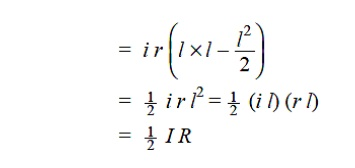 = i r ( l × l − l²/2 )
= ½ i r l² = ½ (i l) (r l)
= ½ I R